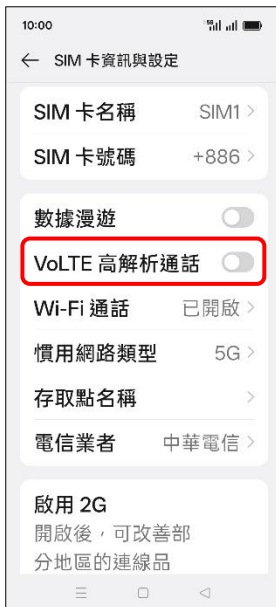 10:00
5G
← SIM 卡資訊與設定
SIM 卡名稱 SIM1 >
SIM 卡號碼 +886 >
數據漫遊
VoLTE 高解析通話
Wi-Fi 通話 已開啟 >
慣用網路類型 5G >
存取點名稱 >
電信業者 中華電信 >
啟用 2G
開啟後，可改善部
分地區的連線品